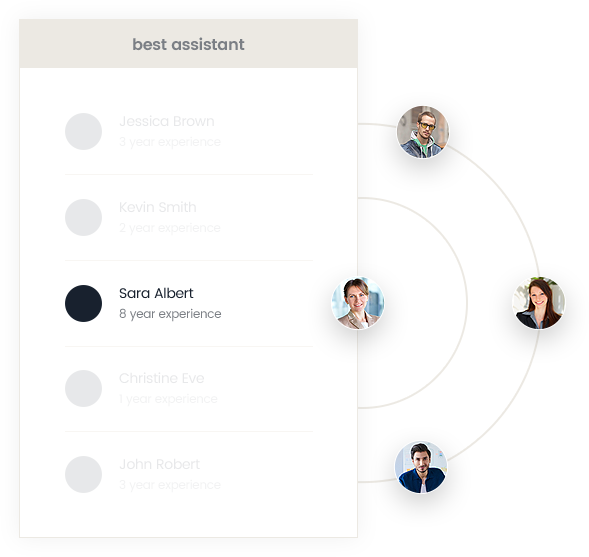 best assistant
Jessica Brown
3 year experience
Kevin Smith
2 year experience
Sara Albert
8 year experience
Christine Eve
1 year experience
John Robert
3 year experience